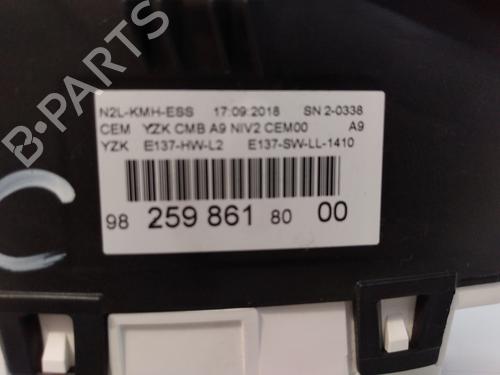 B-PARTS
N2L-KMH-ESS 17:09:2018 SN 2-0338
CEM YZK CMB A9 NIV2 CEM00 A9
YZK E137-HW-L2 E137-SW-LL-1410
98 259 861 80 00
C